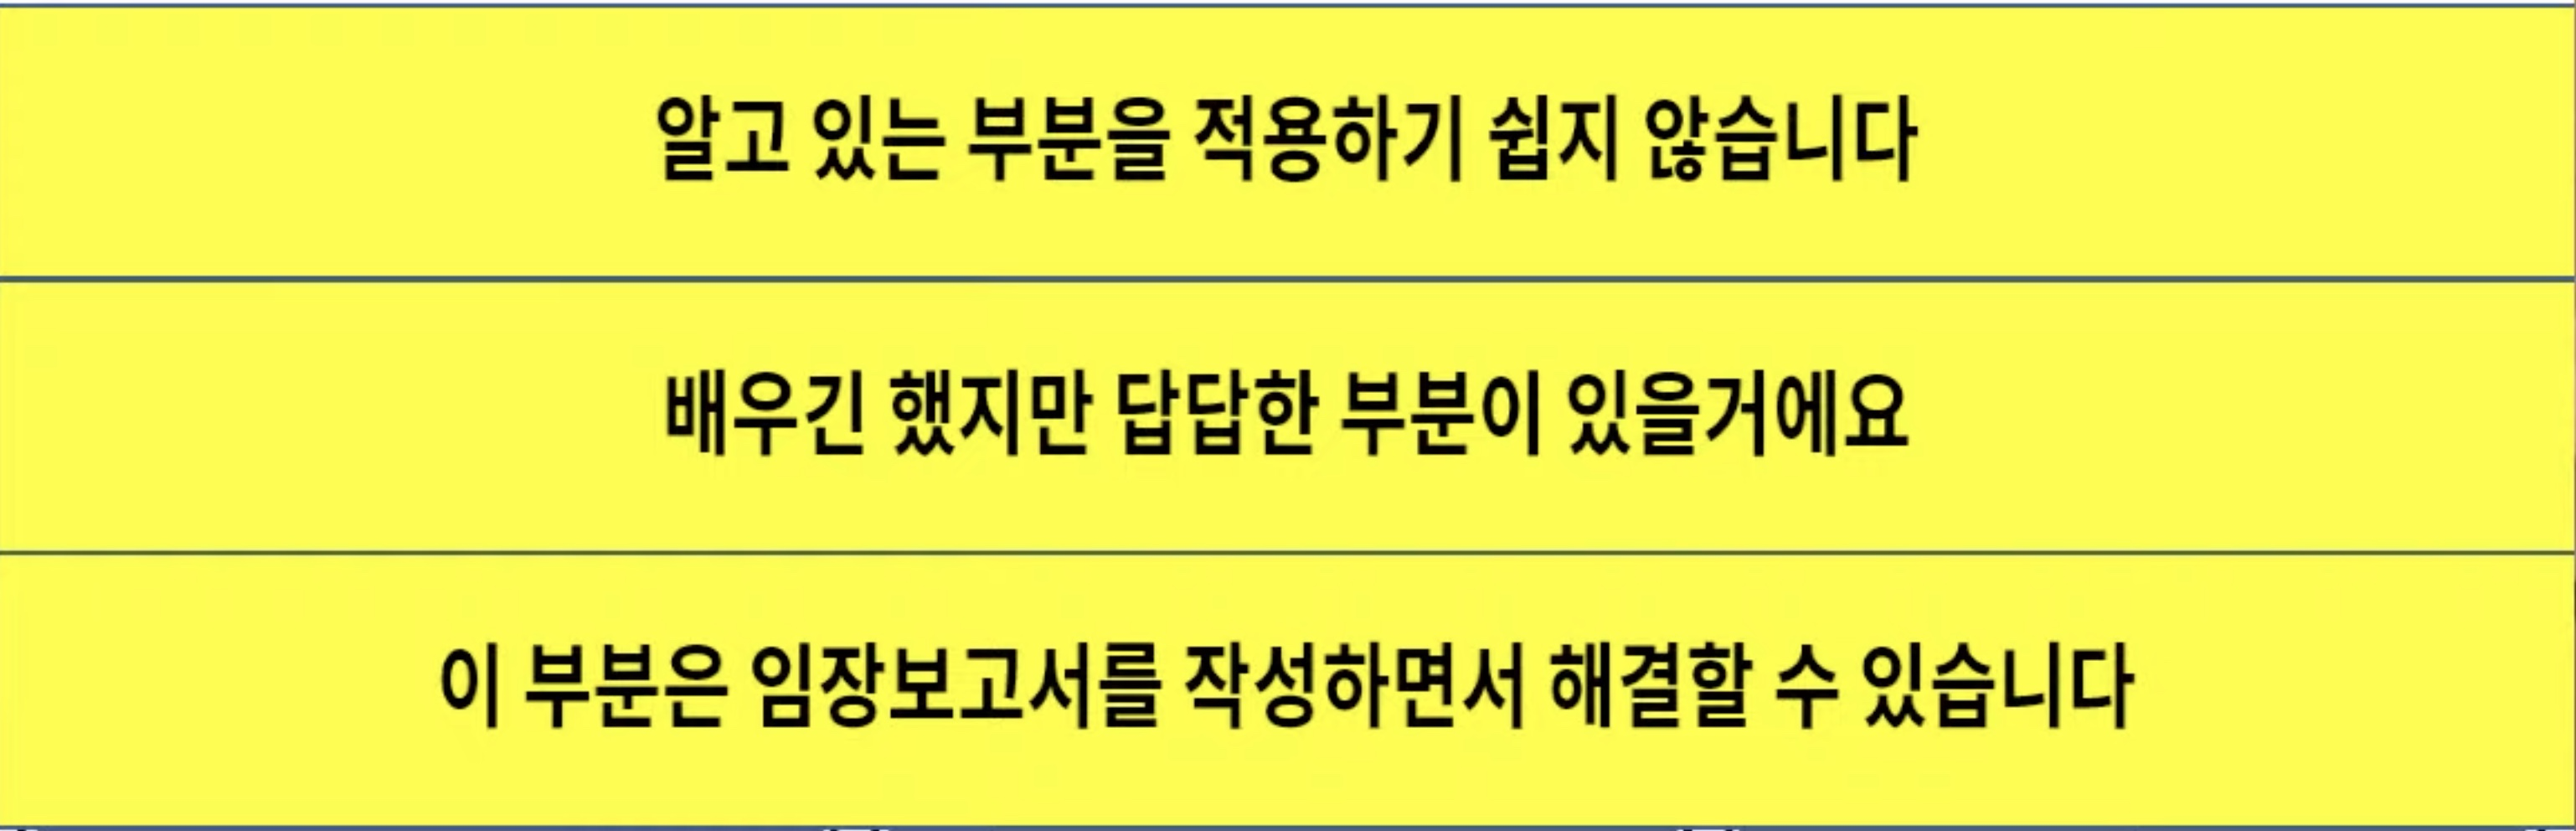 알고 있는 부분을 적용하기 쉽지 않습니다
배우긴 했지만 답답한 부분이 있을거에요
이 부분은 임장보고서를 작성하면서 해결할 수 있습니다